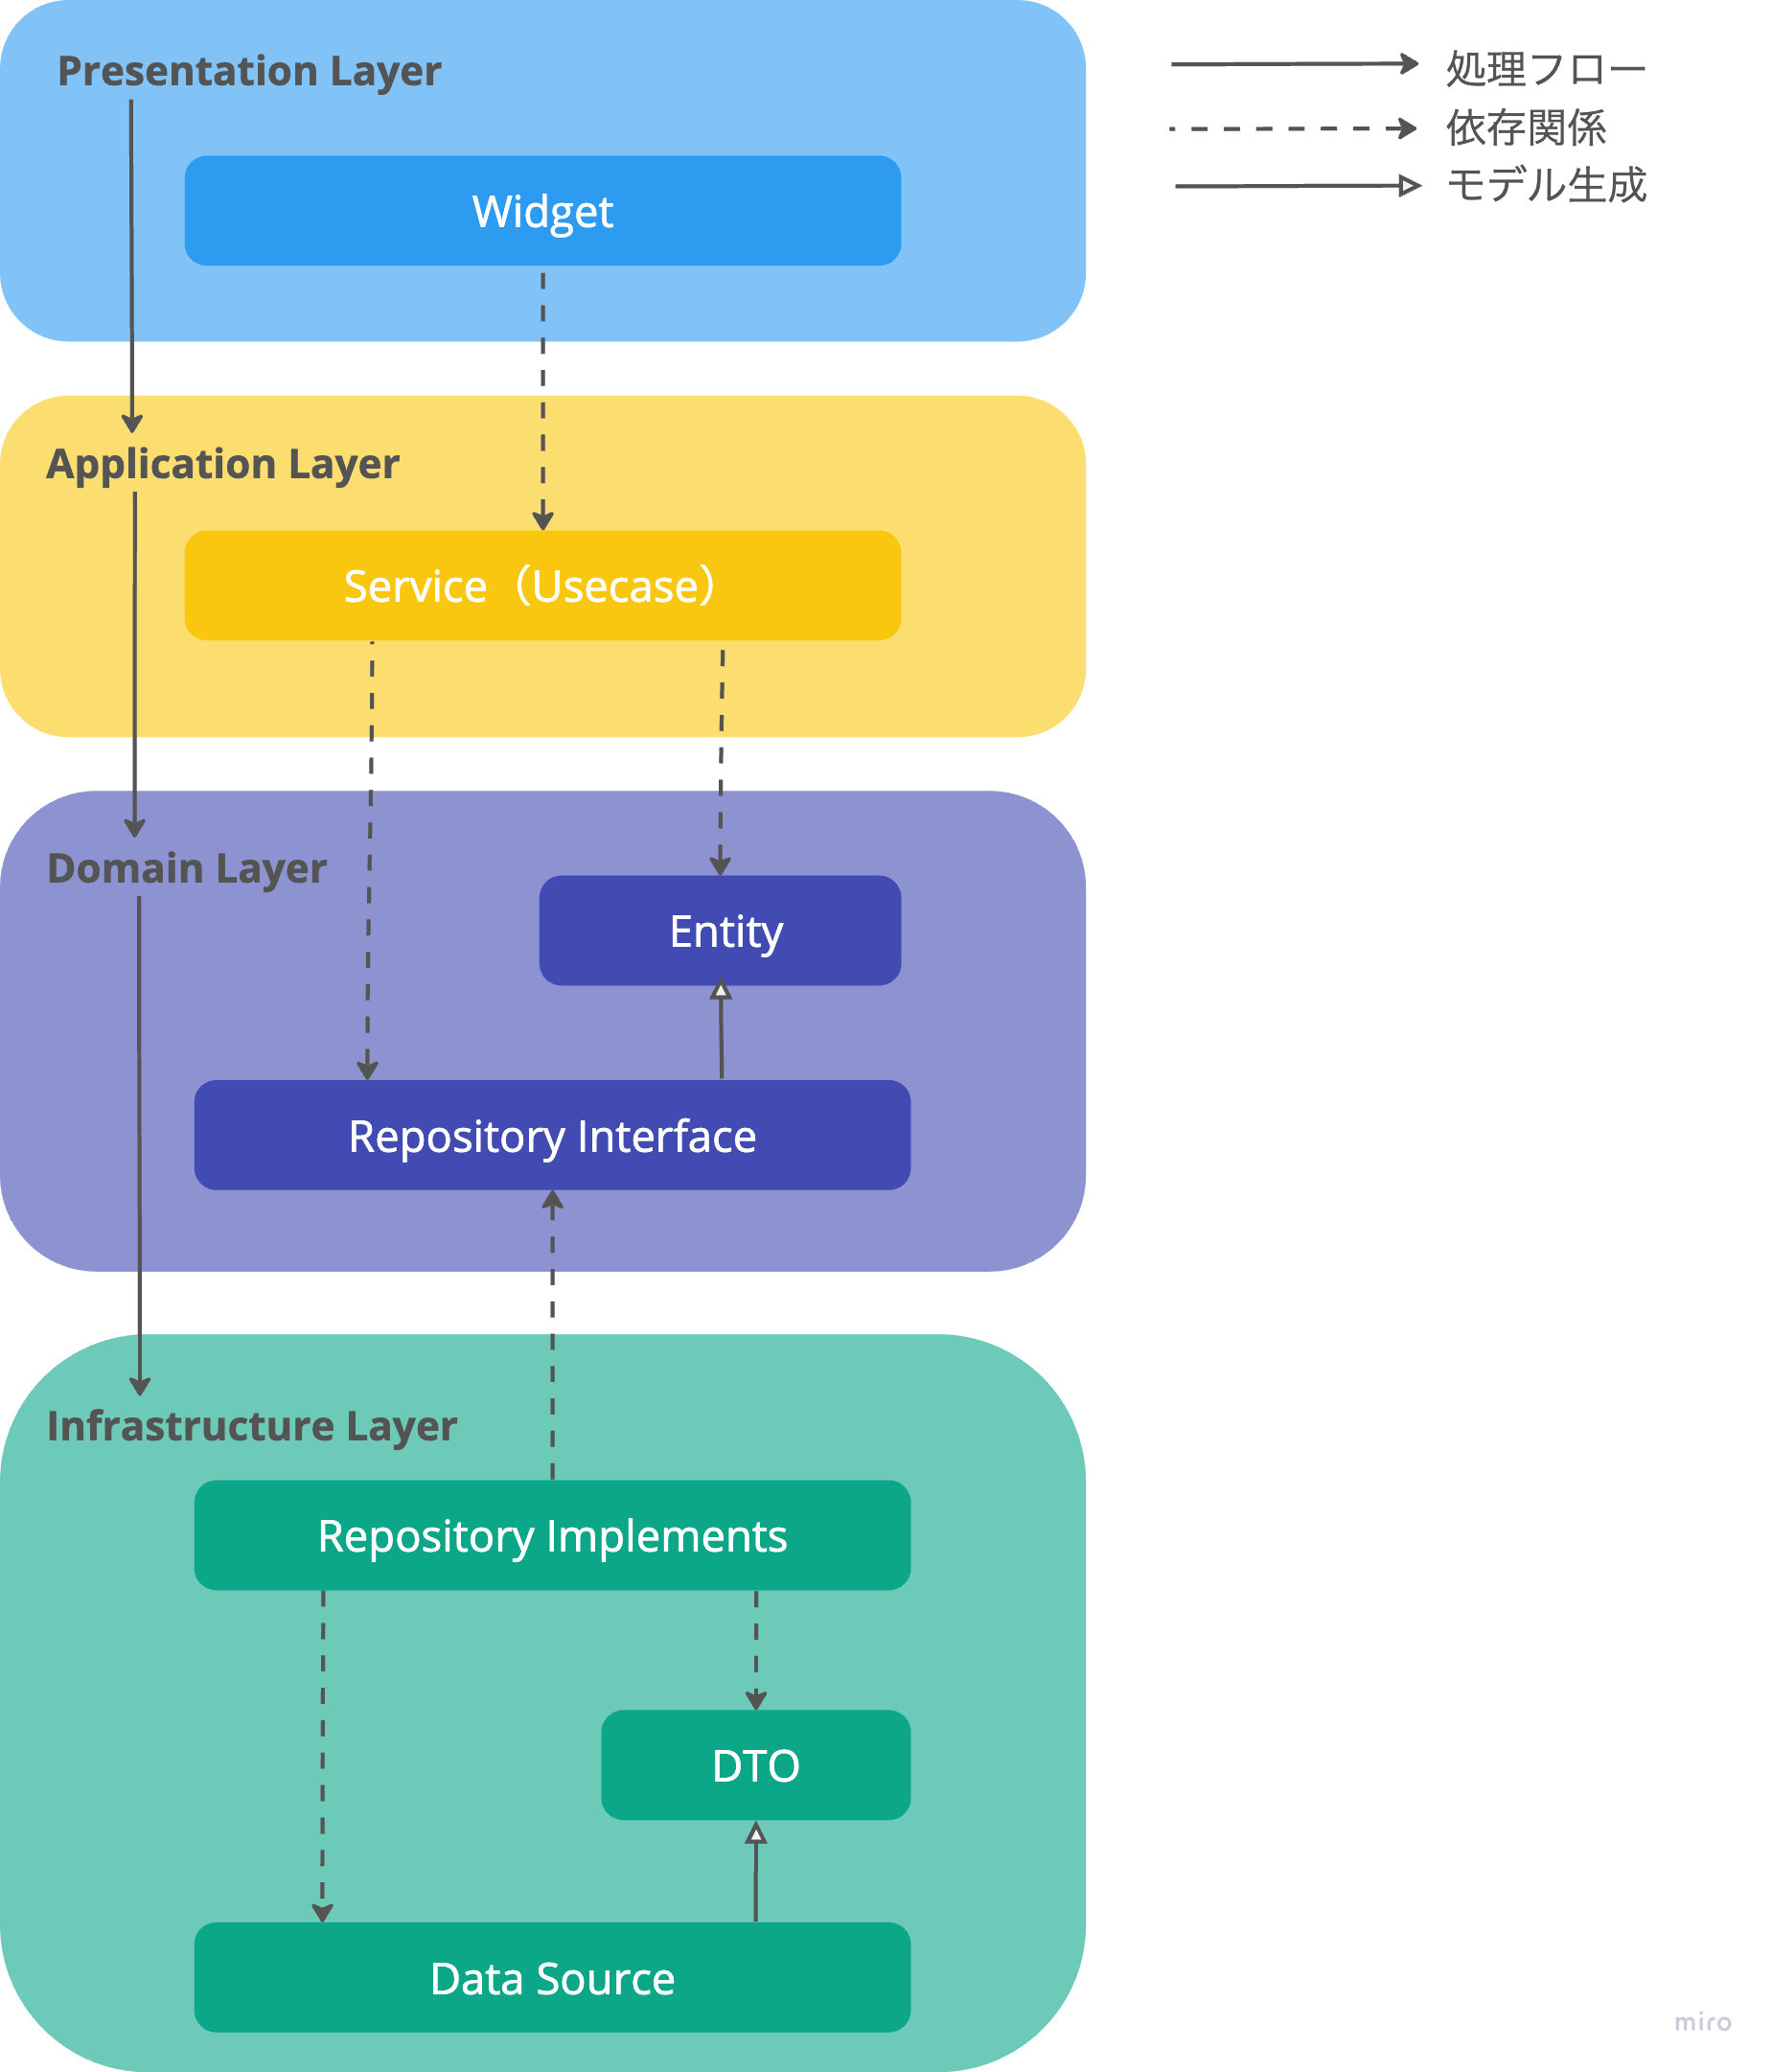 Presentation Layer
Widget
処理フロー
依存関係
モデル生成
Application Layer
Service（Usecase）
Domain Layer
Entity
Repository Interface
Infrastructure Layer
Repository Implements
DTO
Data Source
miro